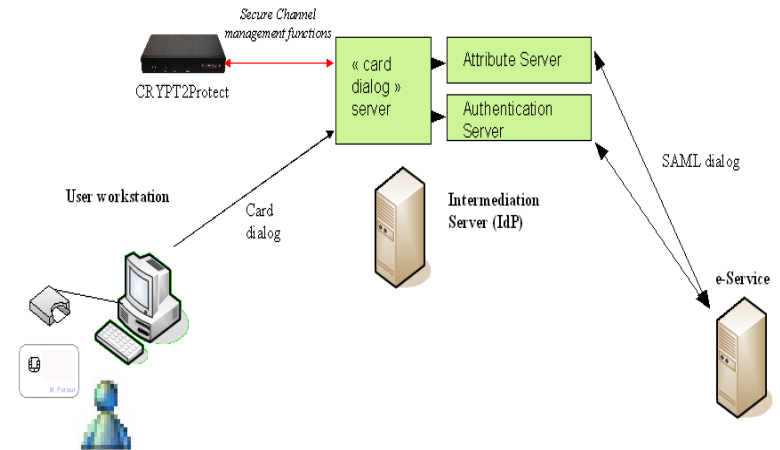 Secure Channel
management functions
CRYPT2Protect
« card
dialog »
server
Attribute Server
Authentication
Server
SAML dialog
User workstation
Card
dialog
Intermediation
Server (IdP)
e-Service